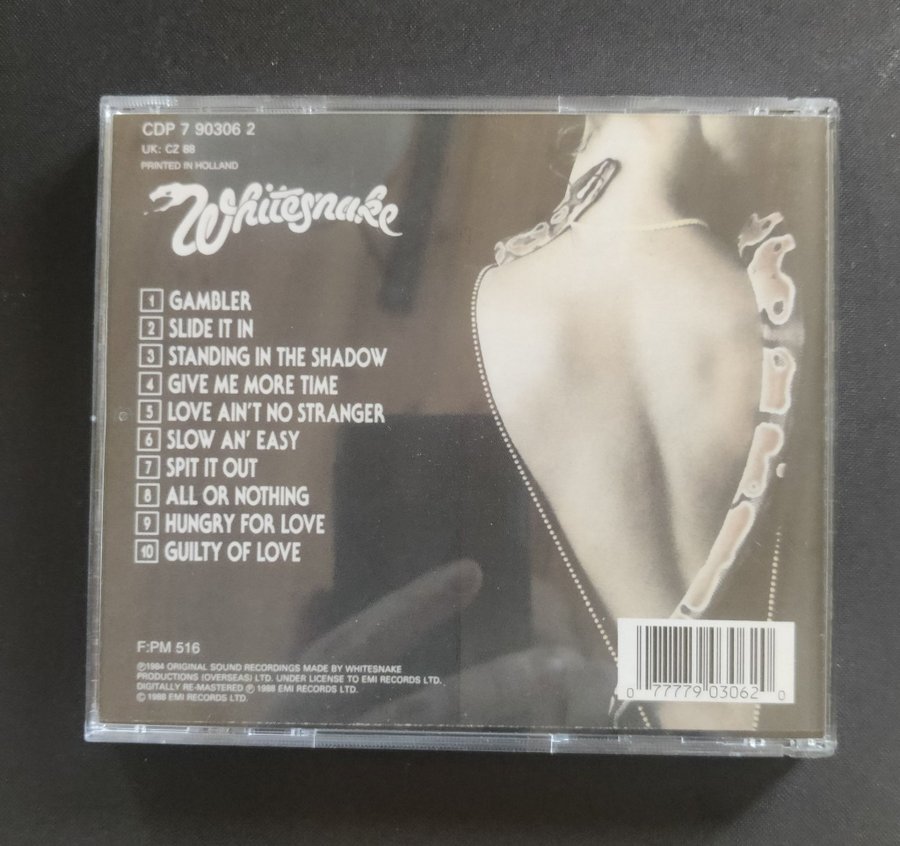 CDP 7 90306 2
UK: CZ 88
PRINTED IN HOLLAND
Whitesnake
1 GAMBLER
2 SLIDE IT IN
3 STANDING IN THE SHADOW
4 GIVE ME MORE TIME
5 LOVE AIN'T NO STRANGER
6 SLOW AN' EASY
7 SPIT IT OUT
8 ALL OR NOTHING
9 HUNGRY FOR LOVE
10 GUILTY OF LOVE
F:PM 516
℗1984 ORIGINAL SOUND RECORDINGS MADE BY WHITESNAKE
PRODUCTIONS (OVERSEAS) LTD. UNDER LICENSE TO EMI RECORDS LTD.
DIGITALLY RE-MASTERED ℗ 1988 EMI RECORDS LTD.
© 1988 EMI RECORDS LTD.
0 77779 03062 0